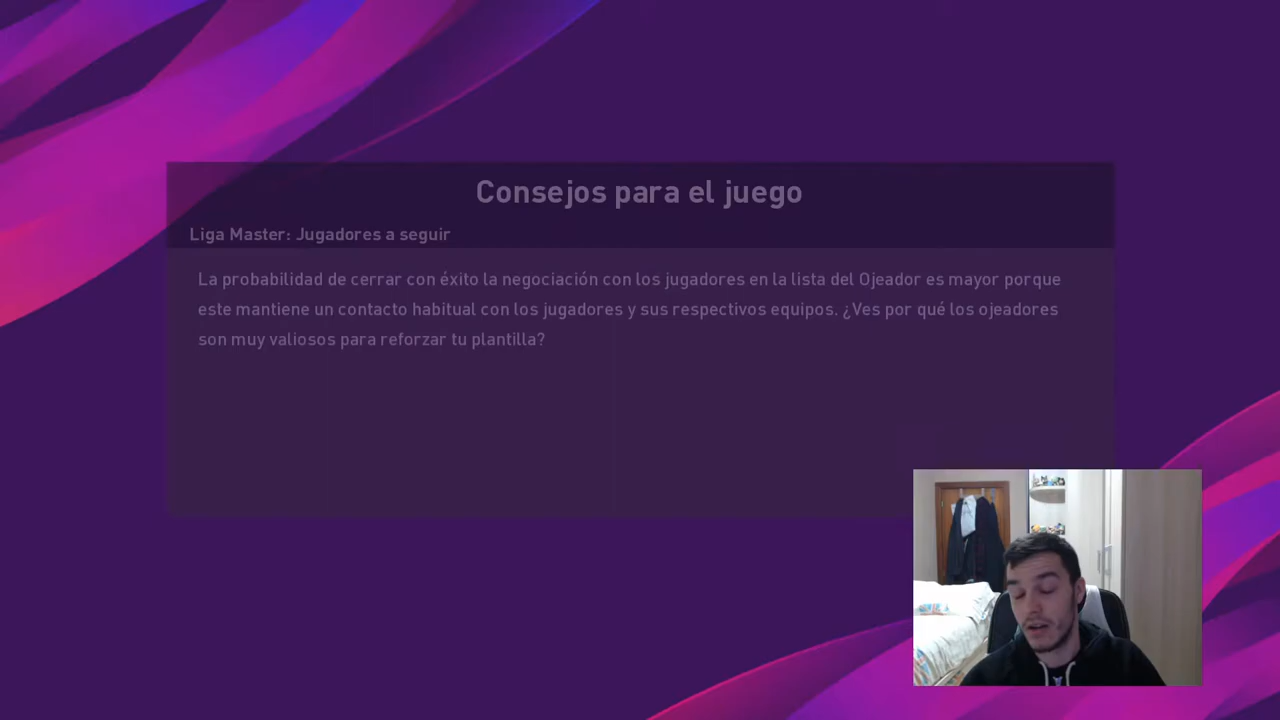 Consejos para el juego
Liga Master: Jugadores a seguir
La probabilidad de cerrar con éxito la negociación con los jugadores en la lista del Ojeador es mayor porque
este mantiene un contacto habitual con los jugadores y sus respectivos equipos. ¿Ves por qué los ojeadores
son muy valiosos para reforzar tu plantilla?